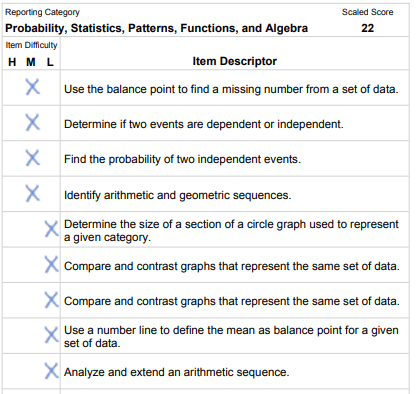 Reporting Category Scaled Score
Probability, Statistics, Patterns, Functions, and Algebra 22
Item Difficulty
H M L Item Descriptor
X Use the balance point to find a missing number from a set of data.
X Determine if two events are dependent or independent.
X Find the probability of two independent events.
X Identify arithmetic and geometric sequences.
X Determine the size of a section of a circle graph used to represent
a given category.
X Compare and contrast graphs that represent the same set of data.
X Compare and contrast graphs that represent the same set of data.
X Use a number line to define the mean as balance point for a given
set of data.
X Analyze and extend an arithmetic sequence.